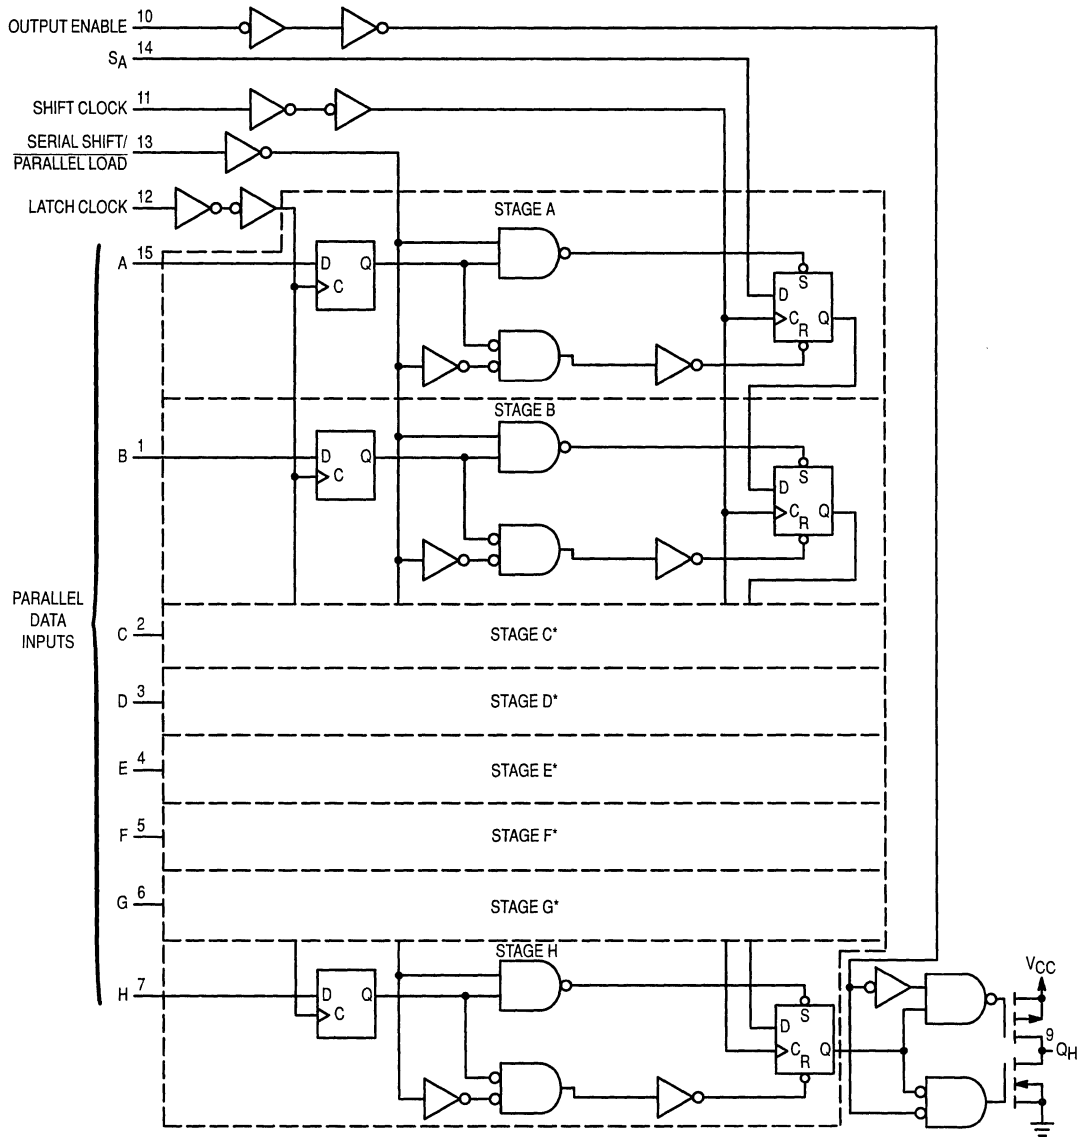 OUTPUT ENABLE 10
SA 14
SHIFT CLOCK 11
SERIAL SHIFT/ 13
PARALLEL LOAD
LATCH CLOCK 12
STAGE A
A 15
D Q
C
S
D
C Q
R
STAGE B
B 1
D Q
C
S
D
C Q
R
PARALLEL
DATA
INPUTS
C 2
STAGE C*
D 3
STAGE D*
E 4
STAGE E*
F 5
STAGE F*
G 6
STAGE G*
STAGE H
H 7
D Q
C
S
D
C Q
R
VCC
9
QH